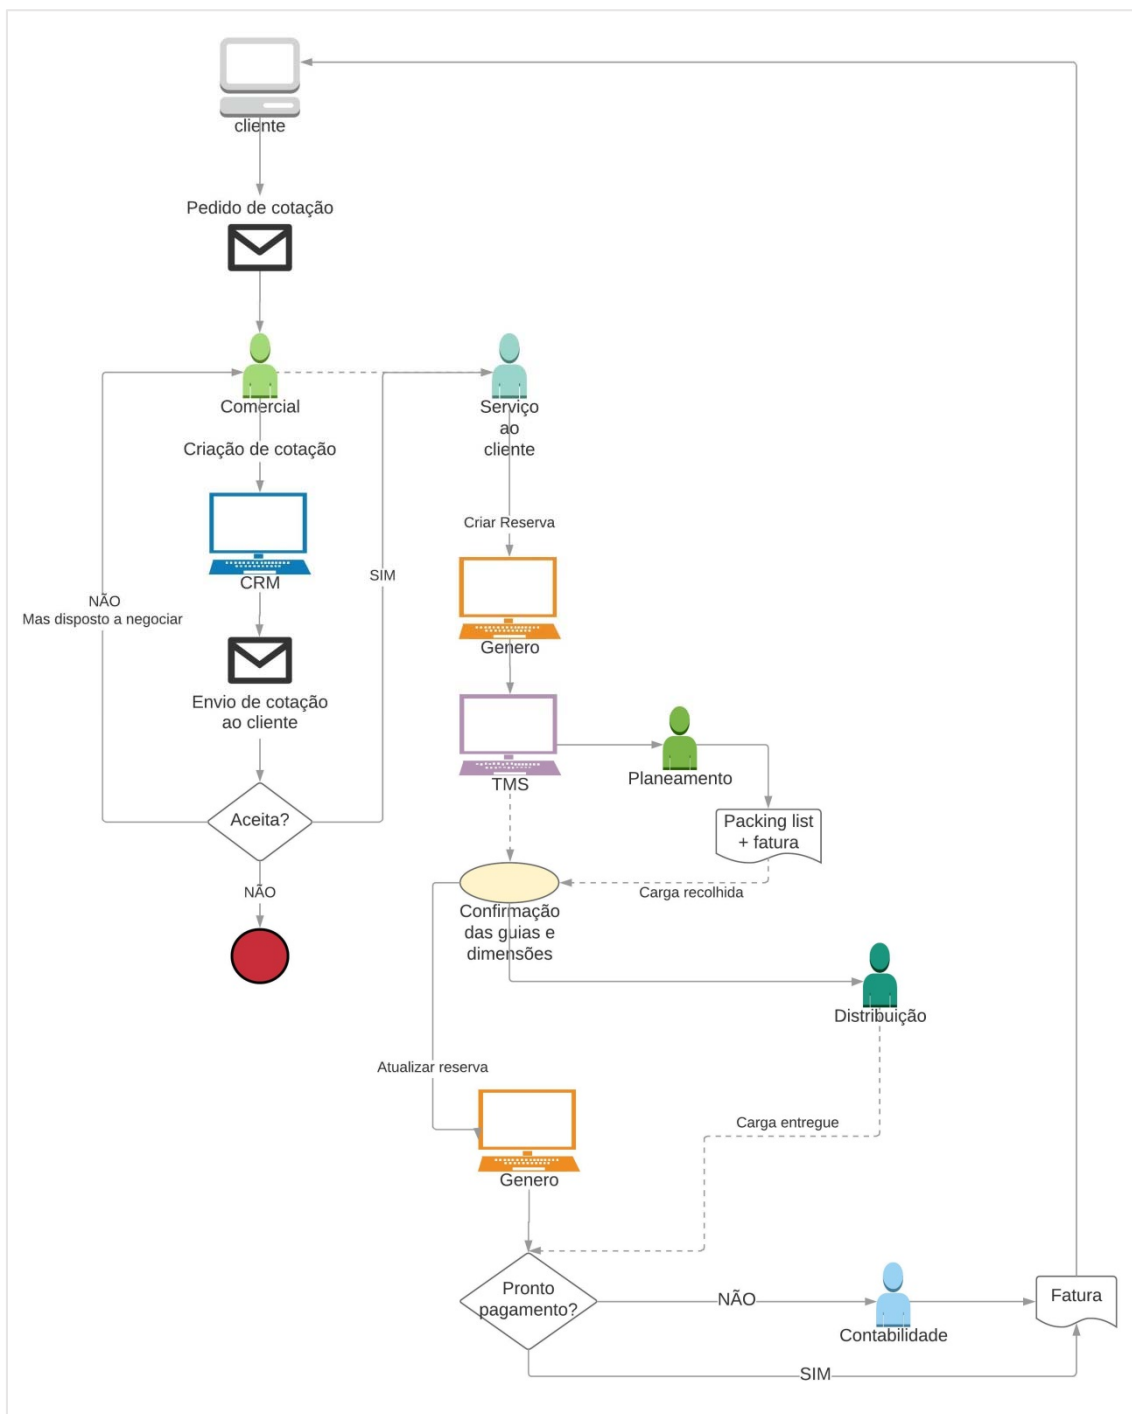 cliente
Pedido de cotação
Comercial
Serviço
ao
cliente
Criação de cotação
Criar Reserva
CRM
SIM
NÃO
Mas disposto a negociar
Genero
Envio de cotação
ao cliente
TMS
Planeamento
Aceita?
Packing list
+ fatura
NÃO
Carga recolhida
Confirmação
das guias e
dimensões
Distribuição
Atualizar reserva
Carga entregue
Genero
Pronto
pagamento?
NÃO
Contabilidade
Fatura
SIM